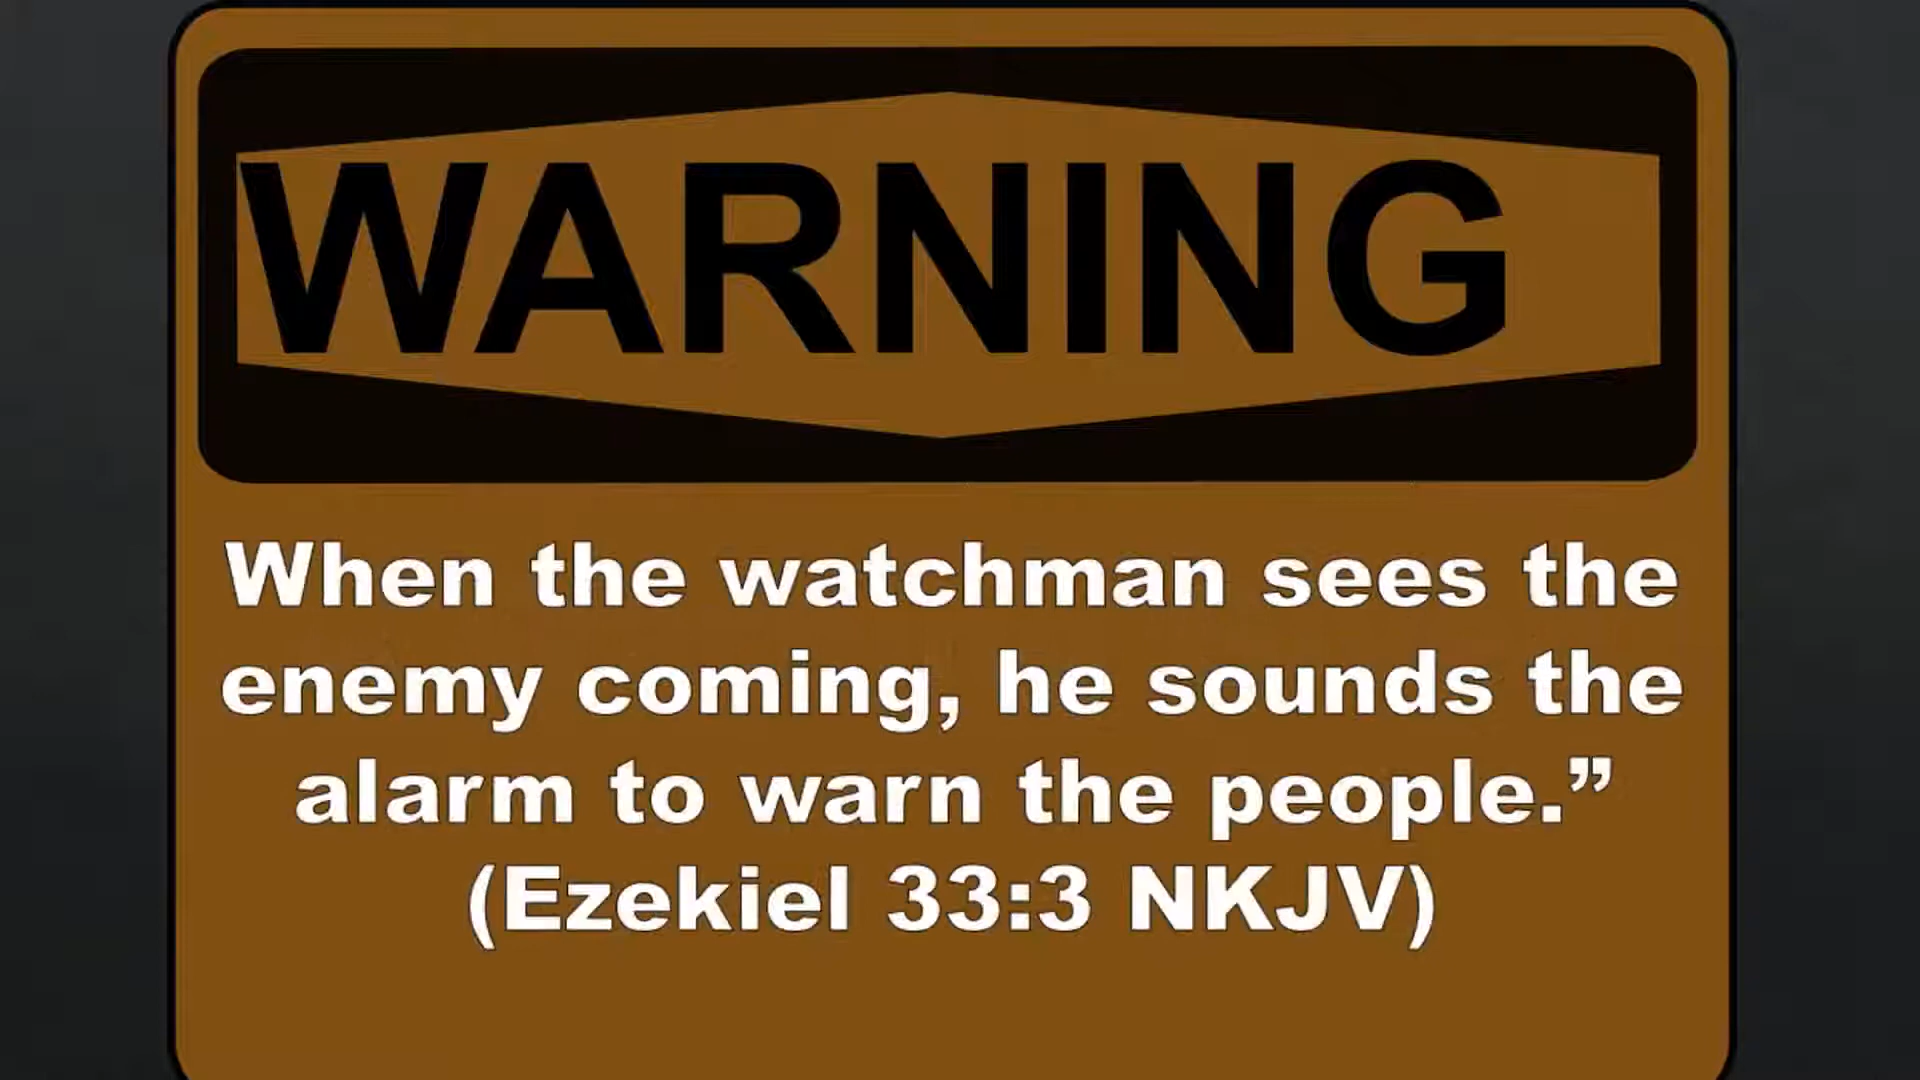 WARNING
When the watchman sees the
enemy coming, he sounds the
alarm to warn the people.”
(Ezekiel 33:3 NKJV)